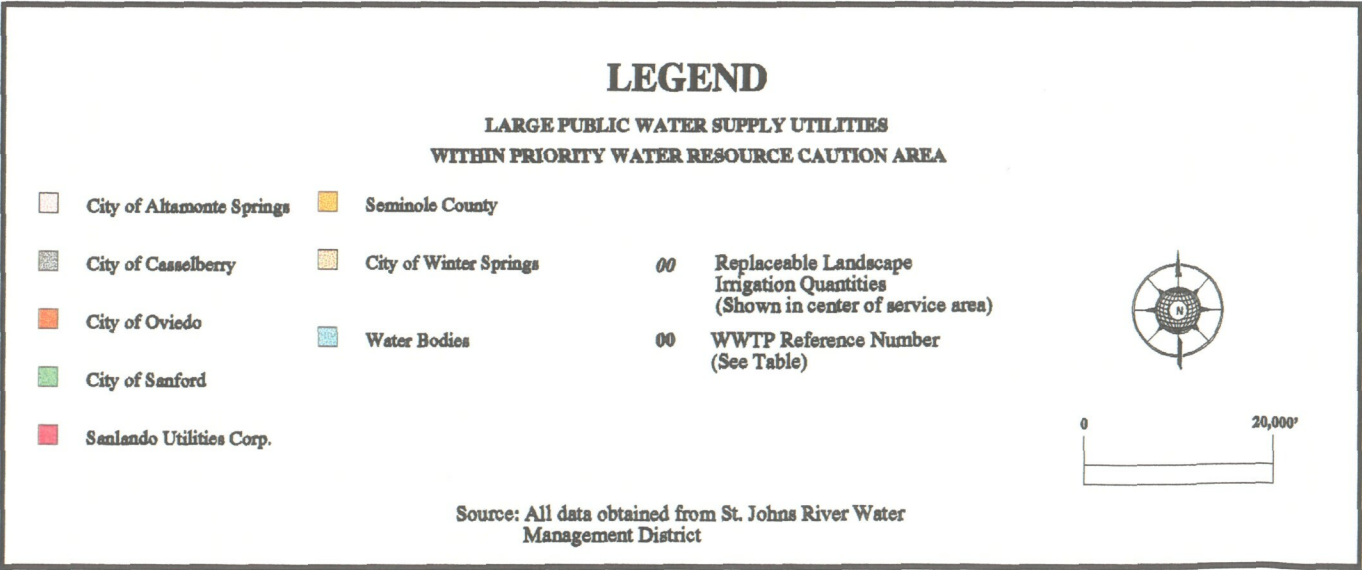 LEGEND
LARGE PUBLIC WATER SUPPLY UTILITIES
WITHIN PRIORITY WATER RESOURCE CAUTION AREA
City of Altamonte Springs
City of Casselberry
City of Oviedo
City of Sanford
Sanlando Utilities Corp.
Seminole County
City of Winter Springs
Water Bodies
00 Replaceable Landscape
Irrigation Quantities
(Shown in center of service area)
00 WWTP Reference Number
(See Table)
N
0 20,000'
Source: All data obtained from St. Johns River Water
Management District